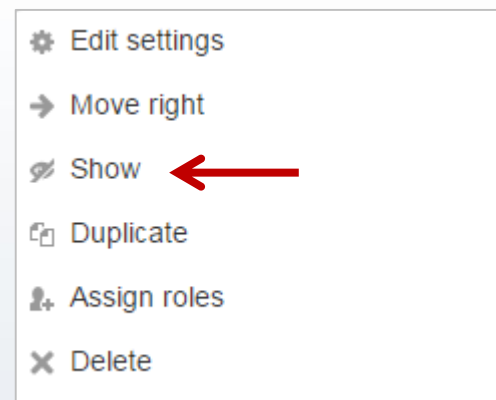 Edit settings
Move right
Show
Duplicate
Assign roles
Delete